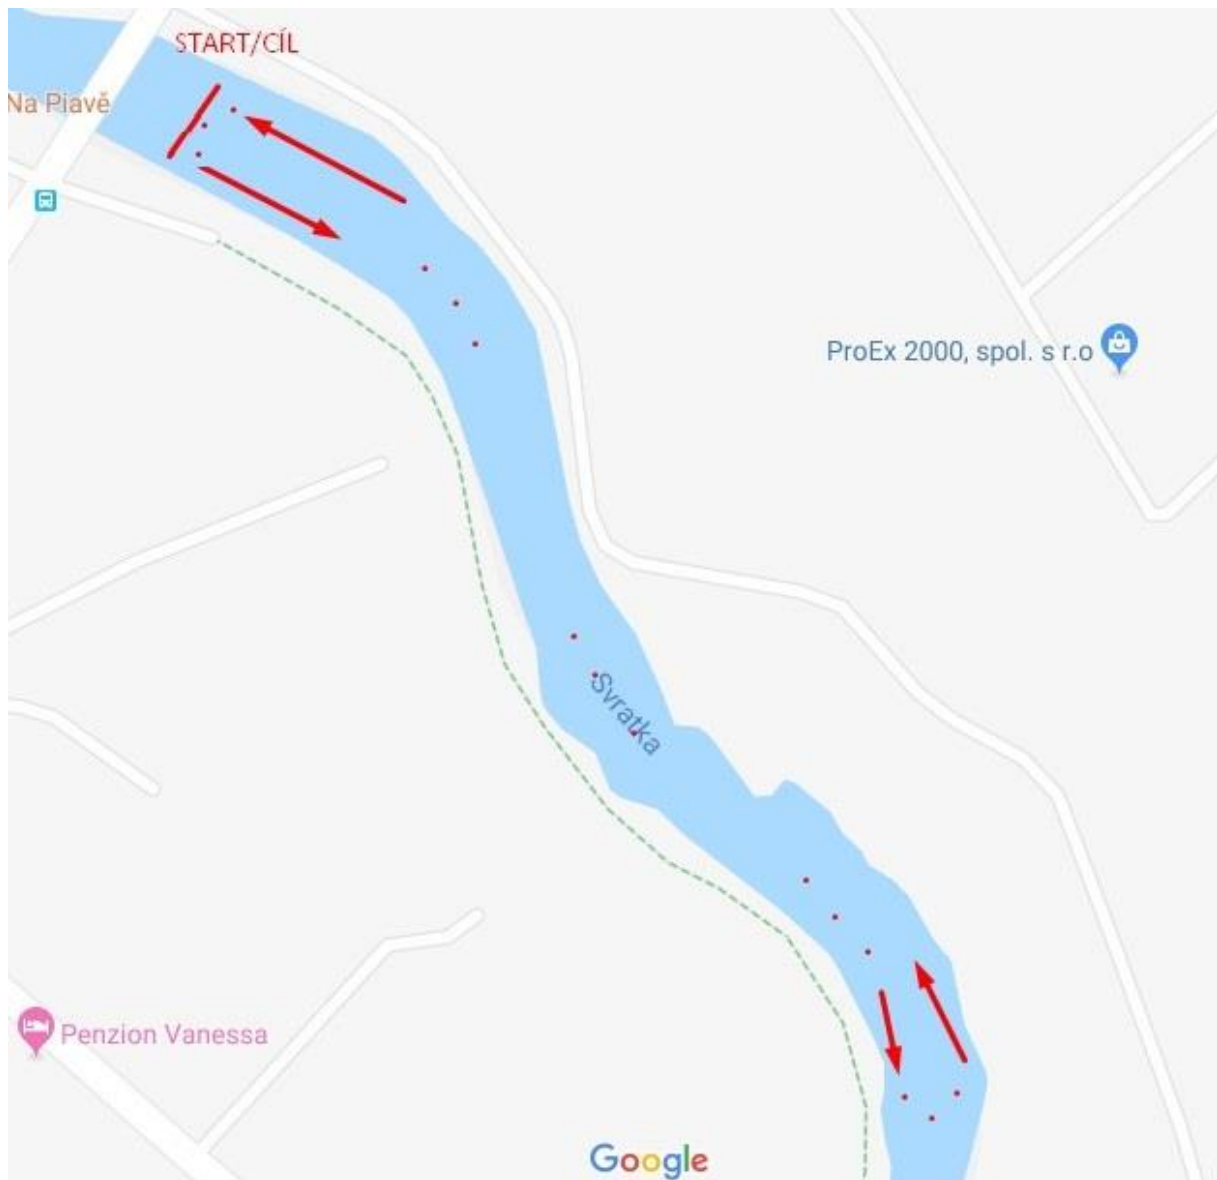 START/CÍL
Na Piavě
ProEx 2000, spol. s r.o
Svratka
Penzion Vanessa
Google